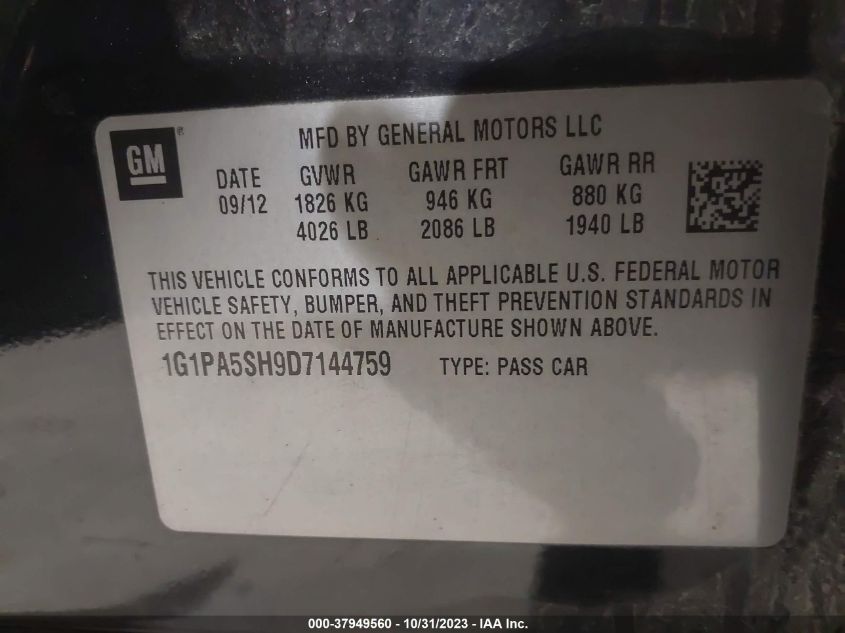 GM®
MFD BY GENERAL MOTORS LLC
DATE GVWR GAWR FRT GAWR RR
09/12 1826 KG 946 KG 880 KG
4026 LB 2086 LB 1940 LB
THIS VEHICLE CONFORMS TO ALL APPLICABLE U.S. FEDERAL MOTOR
VEHICLE SAFETY, BUMPER, AND THEFT PREVENTION STANDARDS IN
EFFECT ON THE DATE OF MANUFACTURE SHOWN ABOVE.
1G1PA5SH9D7144759 TYPE: PASS CAR
000-37949560 - 10/31/2023 - IAA Inc.